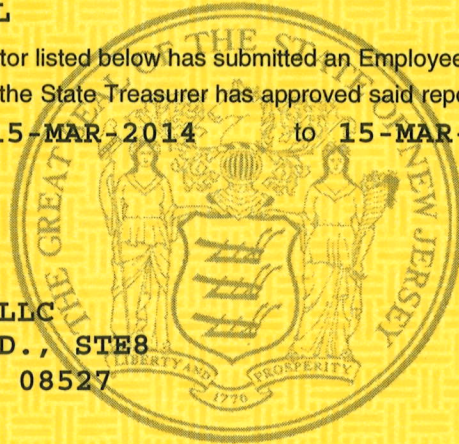 tor listed below has submitted an Employee
the State Treasurer has approved said repo
15-MAR-2014 to 15-MAR-
THE GREAT SEAL OF THE STATE OF NEW JERSEY
LLC
D., STE8
LIBERTY AND PROSPERITY
08527
1776